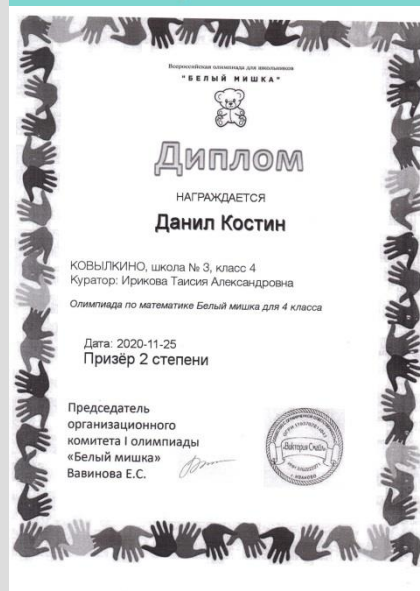 Всероссийская олимпиада для школьников
"БЕЛЫЙ МИШКА"
Диплом
НАГРАЖДАЕТСЯ
Данил Костин
КОВЫЛКИНО, школа № 3, класс 4
Куратор: Ирикова Таисия Александровна
Олимпиада по математике Белый мишка для 4 класса
Дата: 2020-11-25
Призёр 2 степени
Председатель
организационного
комитета I олимпиады
«Белый мишка»
Вавинова Е.С.